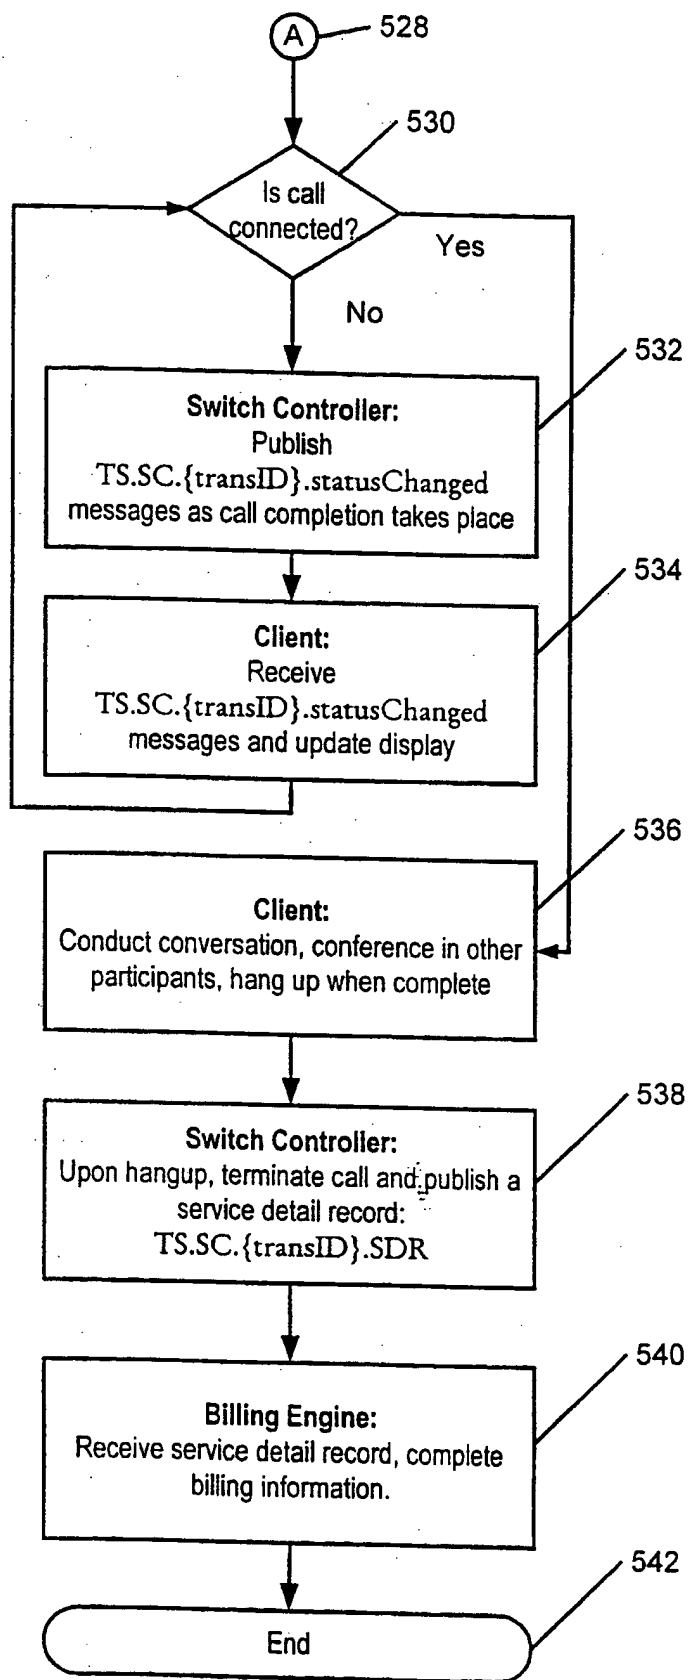 A
528
530
Is call
connected?
Yes
No
532
Switch Controller:
Publish
TS.SC.{transID}.statusChanged
messages as call completion takes place
534
Client:
Receive
TS.SC.{transID}.statusChanged
messages and update display
536
Client:
Conduct conversation, conference in other
participants, hang up when complete
538
Switch Controller:
Upon hangup, terminate call and publish a
service detail record:
TS.SC.{transID}.SDR
540
Billing Engine:
Receive service detail record, complete
billing information.
542
End